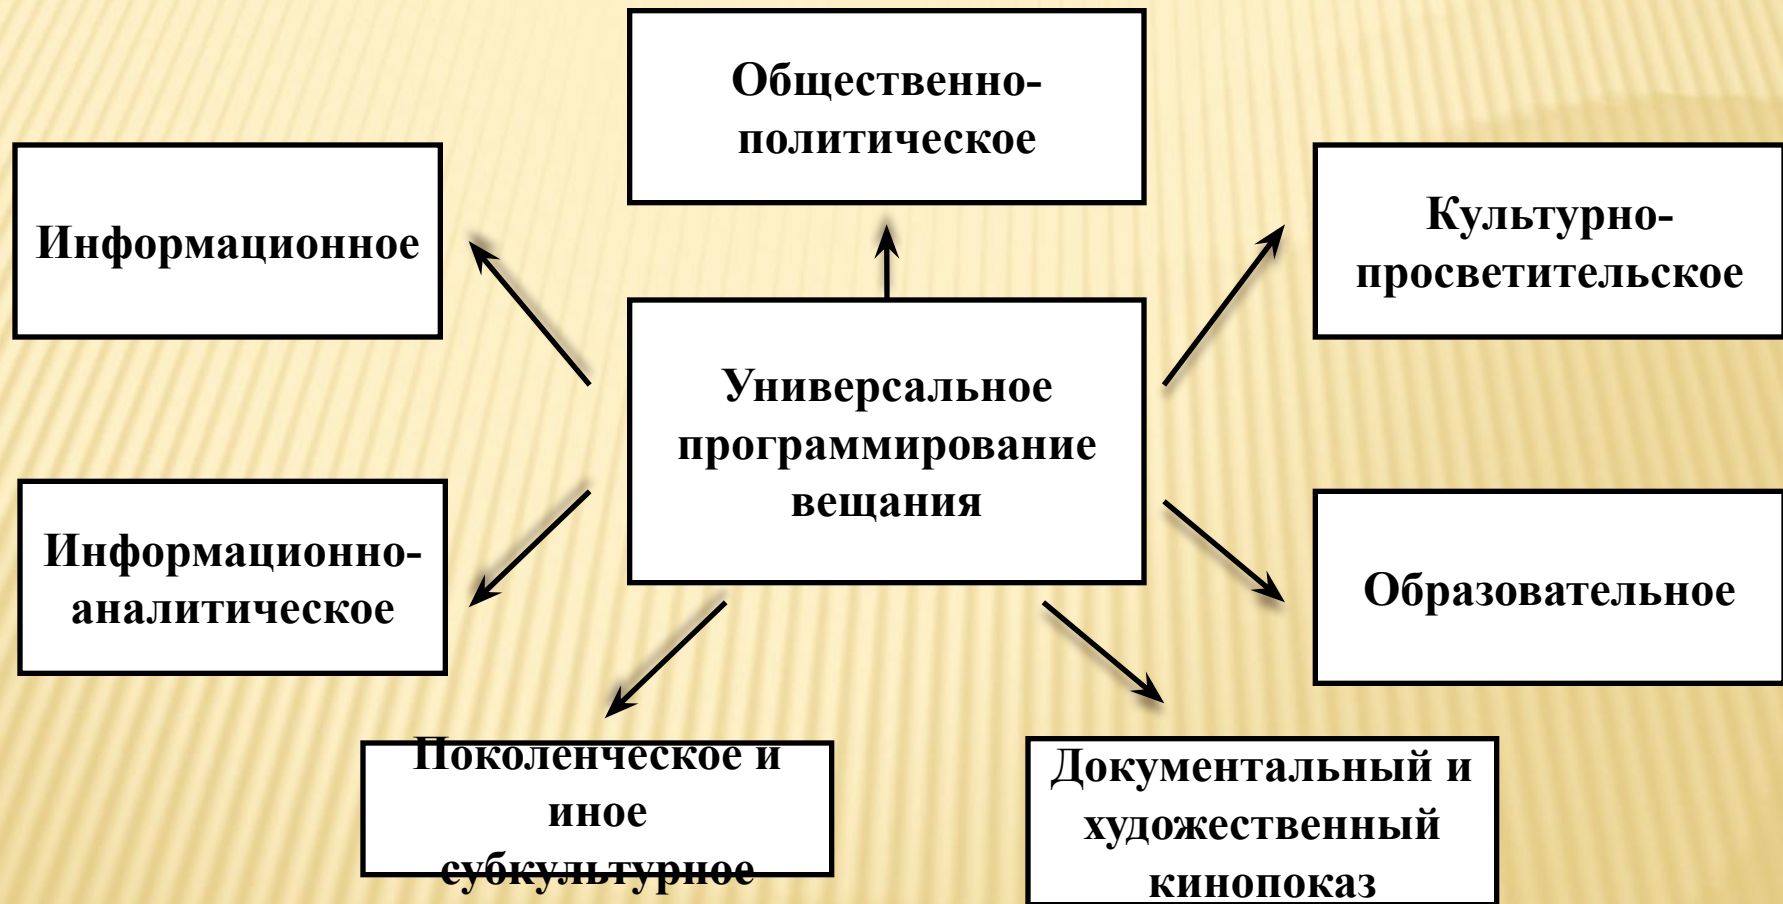 Общественно-
политическое
Информационное
Культурно-
просветительское
Универсальное
программирование
вещания
Информационно-
аналитическое
Образовательное
Поколенческое и
иное
субкультурное
Документальный и
художественный
кинопоказ